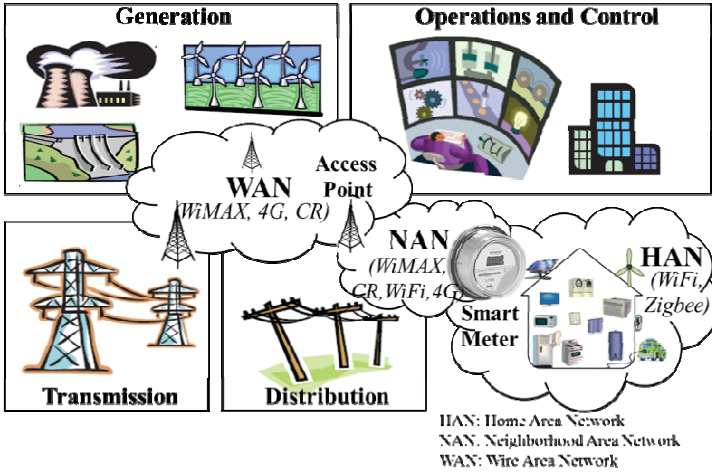 Generation
Operations and Control
WAN
(WiMAX, 4G, CR)
Access
Point
NAN
(WiMAX,
CR,WiFi,4G
Smart
Meter
HAN
(WiFi,
Zigbee)
Transmission
Distribution
HAN: Home Area Network
NAN: Neighborhood Area Network
WAN: Wire Area Network